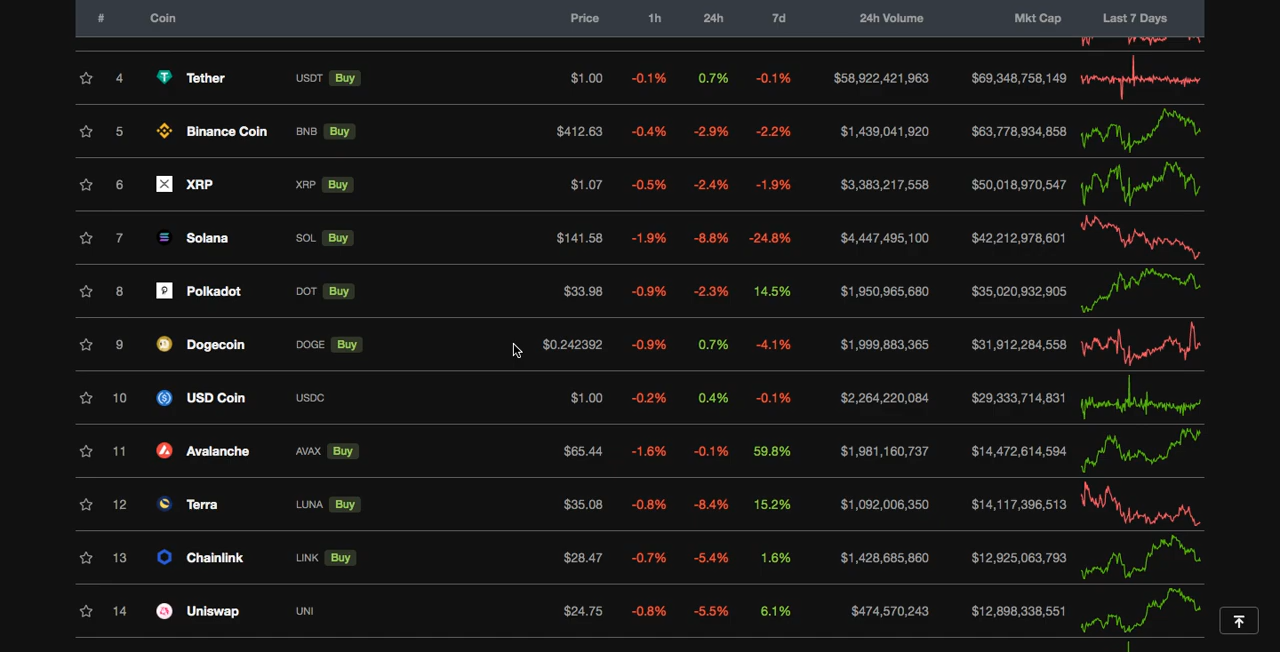 # Coin Price 1h 24h 7d 24h Volume Mkt Cap Last 7 Days
4 Tether USDT Buy $1.00 -0.1% 0.7% -0.1% $58,922,421,963 $69,348,758,149
5 Binance Coin BNB Buy $412.63 -0.4% -2.9% -2.2% $1,439,041,920 $63,778,934,858
6 XRP XRP Buy $1.07 -0.5% -2.4% -1.9% $3,383,217,558 $50,018,970,547
7 Solana SOL Buy $141.58 -1.9% -8.8% -24.8% $4,447,495,100 $42,212,978,601
8 Polkadot DOT Buy $33.98 -0.9% -2.3% 14.5% $1,950,965,680 $35,020,932,905
9 Dogecoin DOGE Buy $0.242392 -0.9% 0.7% -4.1% $1,999,883,365 $31,912,284,558
10 USD Coin USDC $1.00 -0.2% 0.4% -0.1% $2,264,220,084 $29,333,714,831
11 Avalanche AVAX Buy $65.44 -1.6% -0.1% 59.8% $1,981,160,737 $14,472,614,594
12 Terra LUNA Buy $35.08 -0.8% -8.4% 15.2% $1,092,006,350 $14,117,396,513
13 Chainlink LINK Buy $28.47 -0.7% -5.4% 1.6% $1,428,685,860 $12,925,063,793
14 Uniswap UNI $24.75 -0.8% -5.5% 6.1% $474,570,243 $12,898,338,551